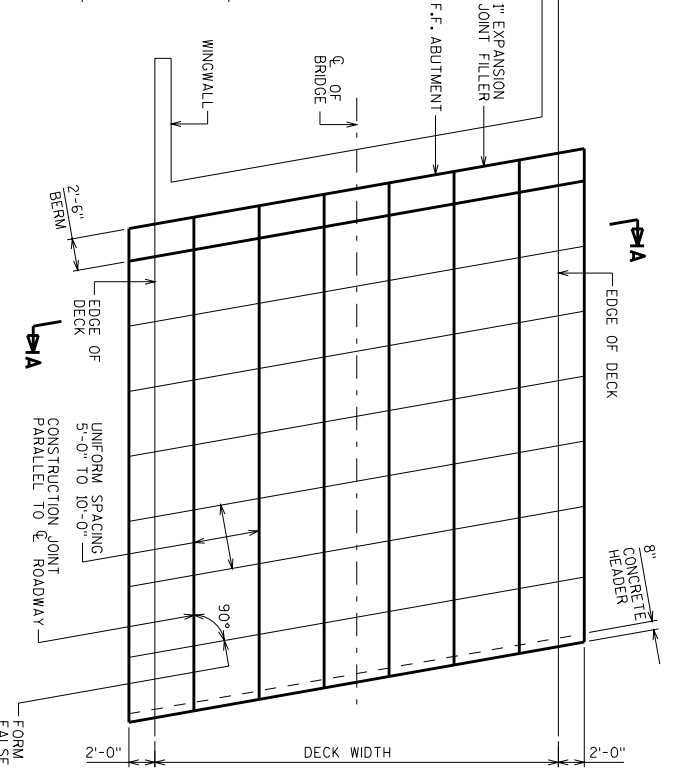 1" EXPANSION
JOINT FILLER
F.F. ABUTMENT
℄ OF
BRIDGE
WINGWALL
2'-6"
BERM
EDGE OF
DECK
A
A
EDGE OF DECK
UNIFORM SPACING
5'-0" TO 10'-0"
CONSTRUCTION JOINT
PARALLEL TO ℄ ROADWAY
90°
8"
CONCRETE
HEADER
FORM
FALSE
2'-0"
DECK WIDTH
2'-0"